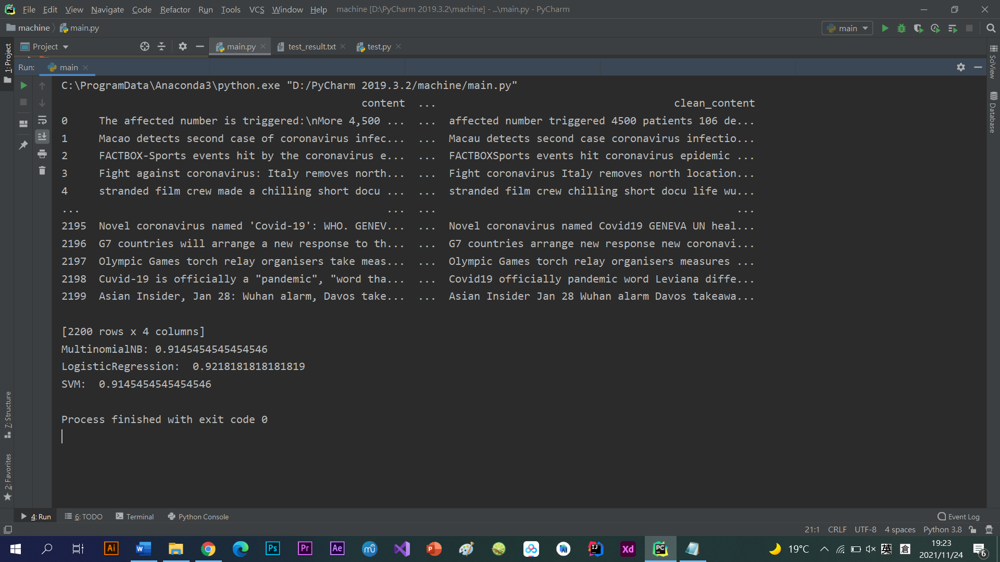 File Edit View Navigate Code Refactor Run Tools VCS Window Help machine [D:\PyCharm 2019.3.2\machine] - ...\main.py - PyCharm
machine main.py main
1: Project Project main.py test_result.txt test.py SciView
Run: main
C:\ProgramData\Anaconda3\python.exe "D:/PyCharm 2019.3.2/machine/main.py"
content ... clean_content
0 The affected number is triggered:\nMore 4,500 ... ... affected number triggered 4500 patients 106 de...
1 Macao detects second case of coronavirus infec... ... Macau detects second case coronavirus infectio...
2 FACTBOX-Sports events hit by the coronavirus e... ... FACTBOXSports events hit coronavirus epidemic ...
3 Fight against coronavirus: Italy removes north... ... Fight coronavirus Italy removes north location...
4 stranded film crew made a chilling short docu ... ... stranded film crew chilling short docu life wu...
... ... ... ...
2195 Novel coronavirus named 'Covid-19': WHO. GENEV... ... Novel coronavirus named Covid19 GENEVA UN heal...
2196 G7 countries will arrange a new response to th... ... G7 countries arrange new response new coronavi...
2197 Olympic Games torch relay organisers take meas... ... Olympic Games torch relay organisers measures ...
2198 Cuvid-19 is officially a "pandemic", "word tha... ... Covid19 officially pandemic word Leviana diffe...
2199 Asian Insider, Jan 28: Wuhan alarm, Davos take... ... Asian Insider Jan 28 Wuhan alarm Davos takeawa...
[2200 rows x 4 columns]
MultinomialNB: 0.9145454545454546
LogisticRegression: 0.9218181818181819
SVM: 0.9145454545454546
Process finished with exit code 0
Database
7: Structure
2: Favorites
4: Run 6: TODO Terminal Python Console Event Log
21:1 CRLF UTF-8 4 spaces Python 3.8
Ai W Ps Pr Ae mü P IJ Xd PC 19°C 英 倉 19:23
2021/11/24 6